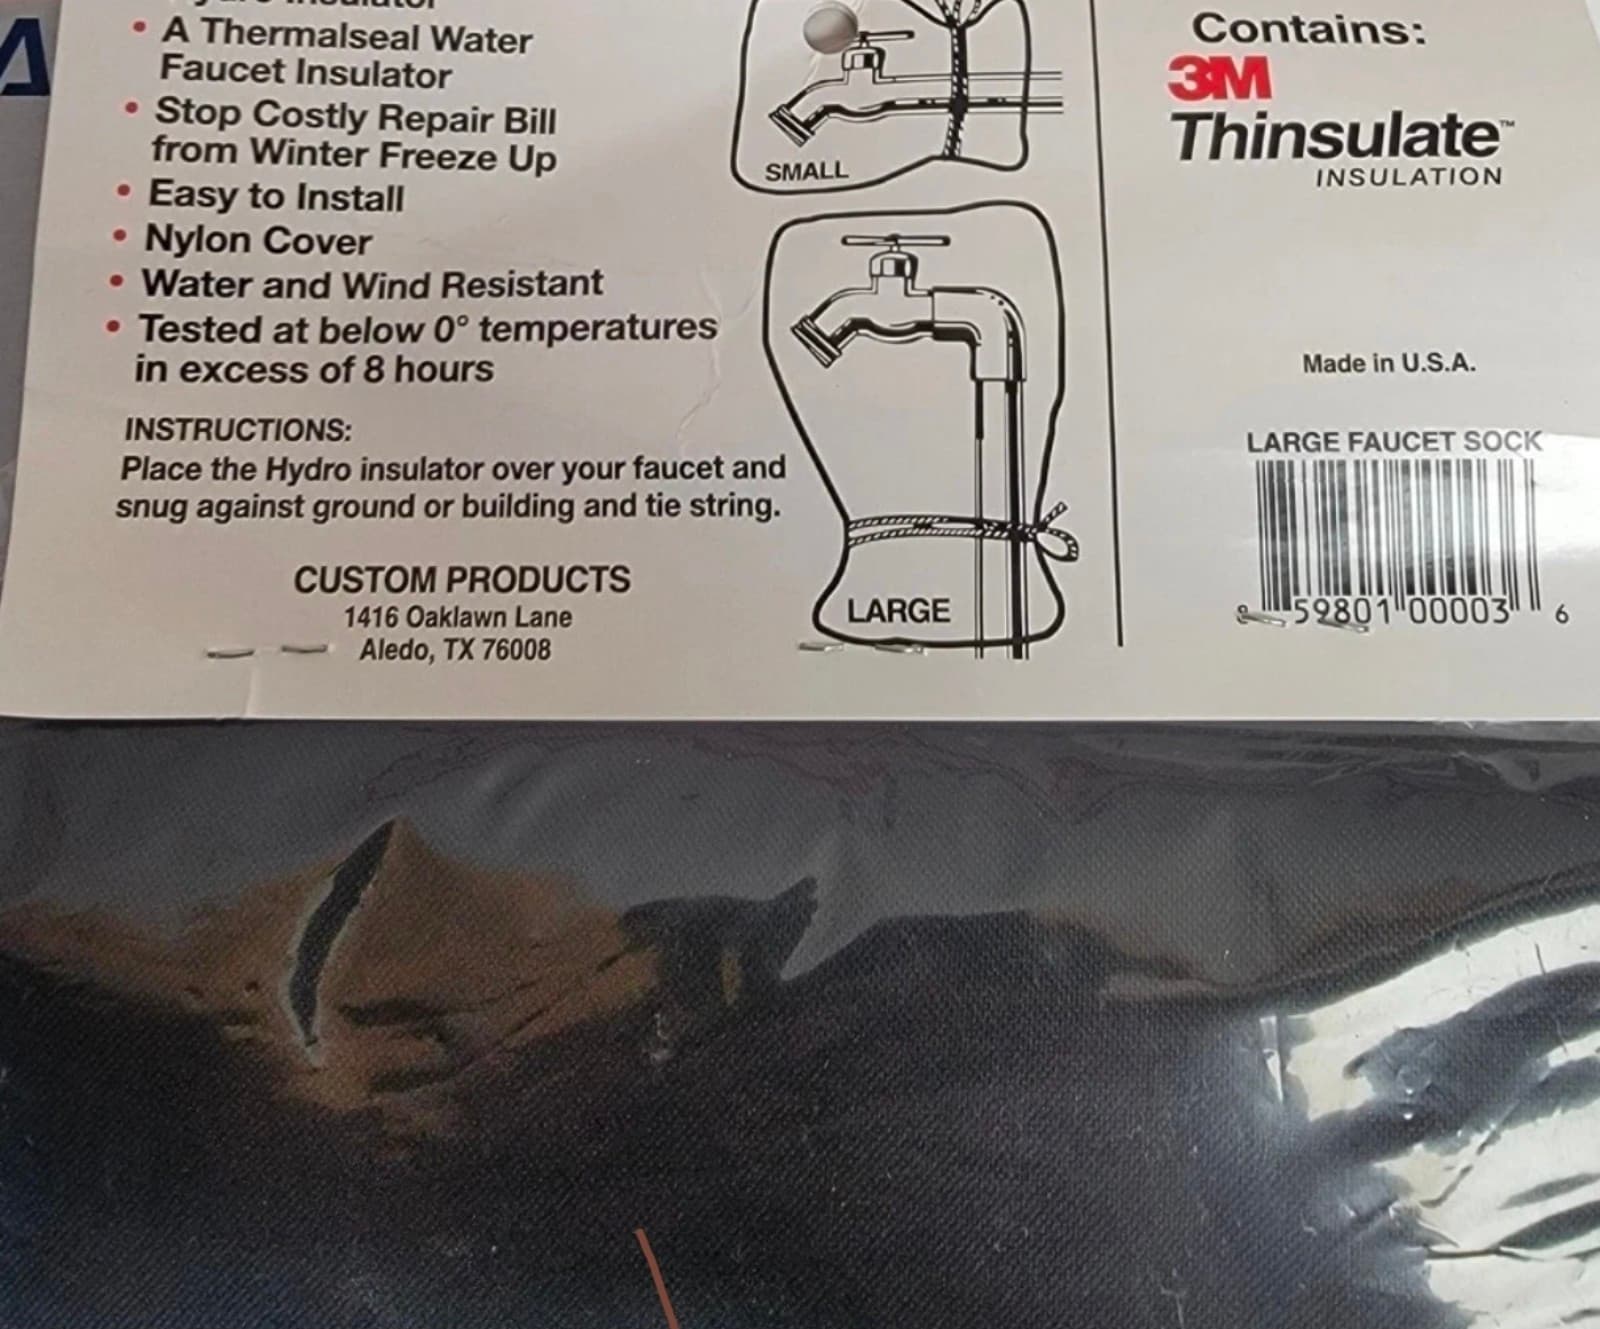 • A Thermalseal Water
Faucet Insulator
• Stop Costly Repair Bill
from Winter Freeze Up
• Easy to Install
• Nylon Cover
• Water and Wind Resistant
• Tested at below 0° temperatures
in excess of 8 hours
INSTRUCTIONS:
Place the Hydro insulator over your faucet and
snug against ground or building and tie string.
CUSTOM PRODUCTS
1416 Oaklawn Lane
Aledo, TX 76008
SMALL
LARGE
Contains:
3M
Thinsulate™
INSULATION
Made in U.S.A.
LARGE FAUCET SOCK
59801 00003 6